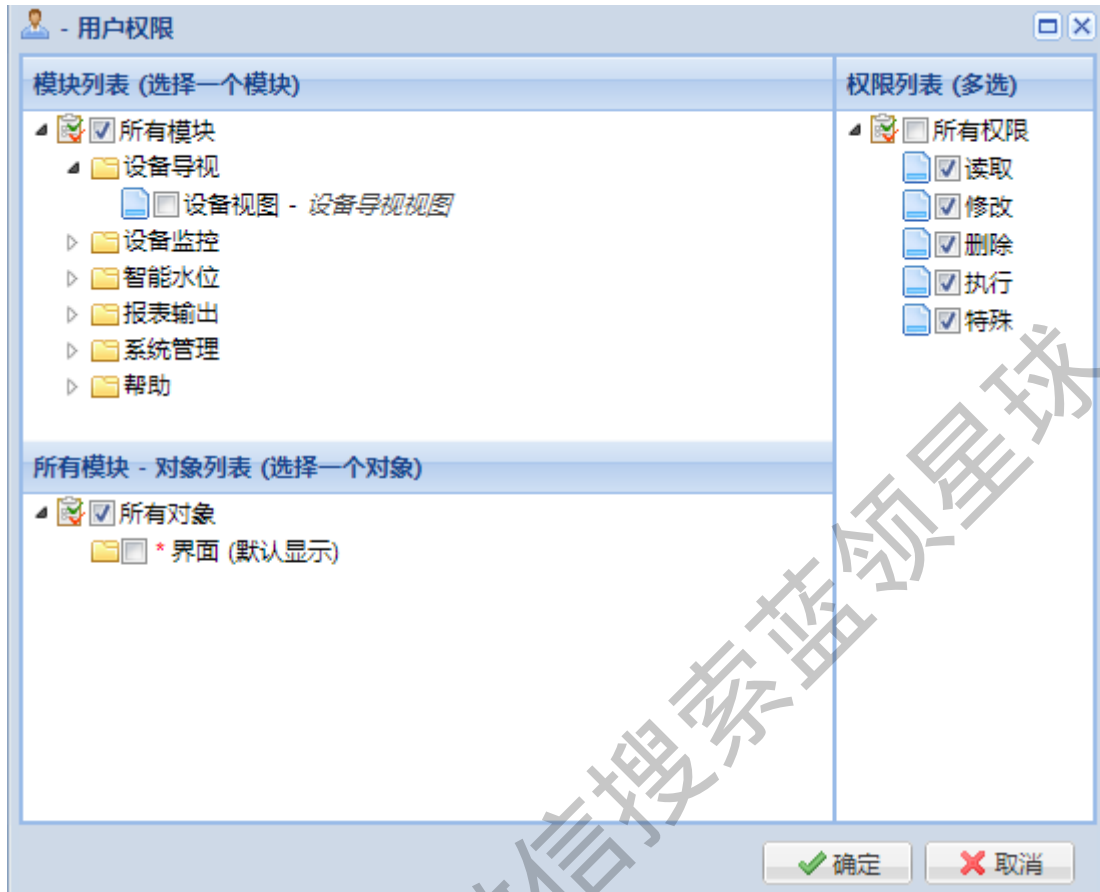 - 用户权限
模块列表 (选择一个模块)
所有模块
设备导视
设备视图 - 设备导视视图
设备监控
智能水位
报表输出
系统管理
帮助
所有模块 - 对象列表 (选择一个对象)
所有对象
* 界面 (默认显示)
权限列表 (多选)
所有权限
读取
修改
删除
执行
特殊
确定
取消
信搜索蓝领星球